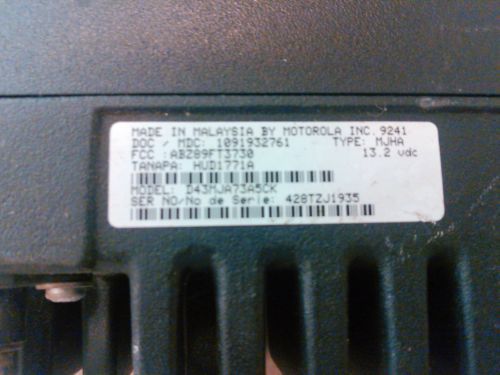 MADE IN MALAYSIA BY MOTOROLA INC. 9241
DOC / MDC: 1091932761 TYPE: MJHA
FCC: ABZ89FT3730 13.2 vdc
TANAPA: HUD1771A
MODEL: D43MJA73A5CK
SER NO/No de Serie: 428TZJ1935